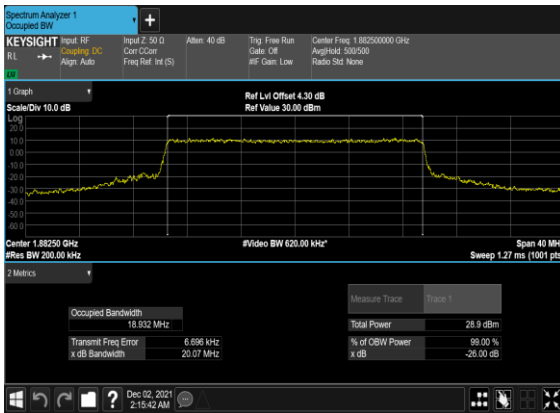 Spectrum Analyzer 1
Occupied BW
KEYSIGHT
RL
Input: RF
Coupling: DC
Align: Auto
Input Z: 50 Ω
Corr CCorr
Freq Ref: Int (S)
Atten: 40 dB
Trig: Free Run
Gate: Off
#IF Gain: Low
Center Freq: 1.882500000 GHz
Avg|Hold: 500/500
Radio Std: None
1 Graph
Scale/Div 10.0 dB
Ref Lvl Offset 4.30 dB
Ref Value 30.00 dBm
Log
20.0
10.0
0.00
-10.0
-20.0
-30.0
-40.0
-50.0
-60.0
Center 1.88250 GHz
#Video BW 620.00 kHz*
Span 40 MH
#Res BW 200.00 kHz
Sweep 1.27 ms (1001 pts
2 Metrics
Measure Trace
Trace 1
Occupied Bandwidth
18.932 MHz
Total Power
28.9 dBm
Transmit Freq Error
6.696 kHz
% of OBW Power
99.00 %
x dB Bandwidth
20.07 MHz
x dB
-26.00 dB
?
Dec 02, 2021
2:15:42 AM